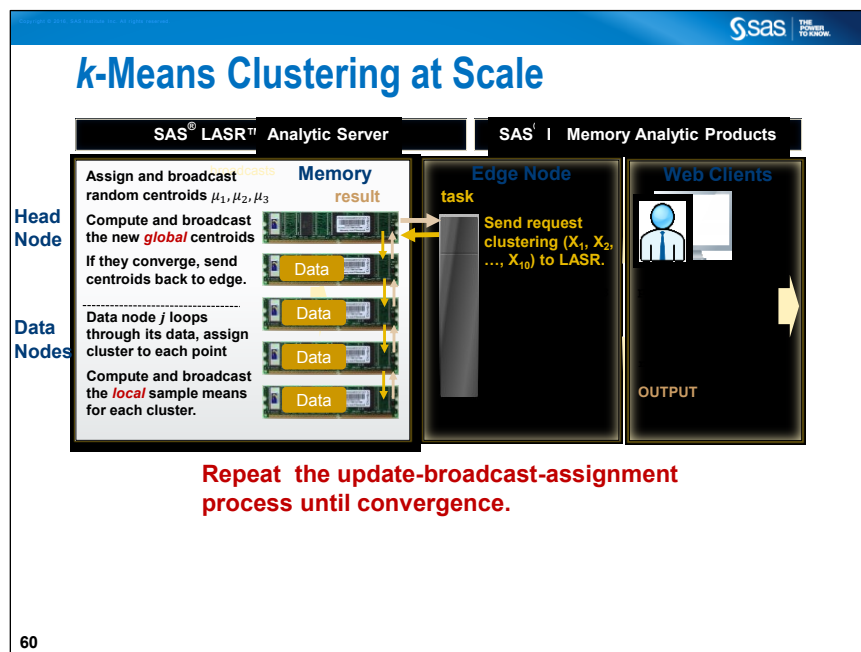 Copyright © 2010, SAS Institute Inc. All rights reserved.
sas THE POWER TO KNOW.
k-Means Clustering at Scale
SAS® LASR™ Analytic Server
SAS Memory Analytic Products
Assign and broadcast
random centroids μ₁, μ₂, μ₃
Compute and broadcast
the new global centroids
If they converge, send
centroids back to edge.
Data node j loops
through its data, assign
cluster to each point
Compute and broadcast
the local sample means
for each cluster.
Head
Node
Data
Nodes
Memory
result
Data
Data
Data
Data
Edge Node
task
Send request
clustering (X₁, X₂,
…, X₁₀) to LASR.
Web Clients
OUTPUT
Repeat the update-broadcast-assignment
process until convergence.
60